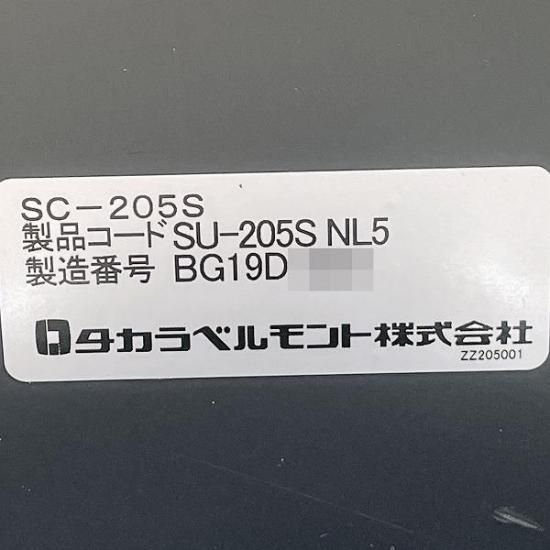 SC-205S
製品コード SU-205S NL5
製造番号 BG19D
タカラベルモント株式会社
ZZ205001